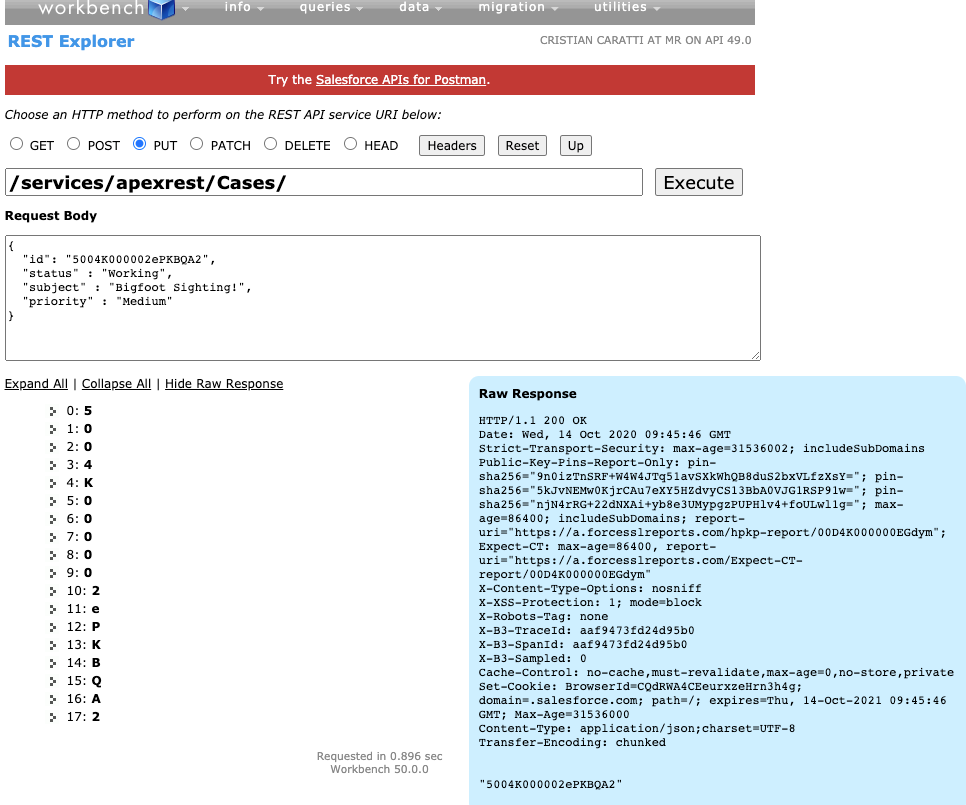 workbench info queries data migration utilities
REST Explorer CRISTIAN CARATTI AT MR ON API 49.0
Try the Salesforce APIs for Postman.
Choose an HTTP method to perform on the REST API service URI below:
GET POST PUT PATCH DELETE HEAD Headers Reset Up
/services/apexrest/Cases/ Execute
Request Body
{
"id": "5004K000002ePKBQA2",
"status" : "Working",
"subject" : "Bigfoot Sighting!",
"priority" : "Medium"
}
Expand All | Collapse All | Hide Raw Response
0: 5
1: 0
2: 0
3: 4
4: K
5: 0
6: 0
7: 0
8: 0
9: 0
10: 2
11: e
12: P
13: K
14: B
15: Q
16: A
17: 2
Requested in 0.896 sec
Workbench 50.0.0
Raw Response
HTTP/1.1 200 OK
Date: Wed, 14 Oct 2020 09:45:46 GMT
Strict-Transport-Security: max-age=31536002; includeSubDomains
Public-Key-Pins-Report-Only: pin-
sha256="9n0izTnSRF+W4W4JTq51avSXkWhQB8duS2bxVLfzXsY="; pin-
sha256="5kJvNEMw0KjrCAu7eXY5HZdvyCS13BbA0VJG1RSP91w="; pin-
sha256="njN4rRG+22dNXAi+yb8e3UMypgzPUPHlv4+foULwl1g="; max-
age=86400; includeSubDomains; report-
uri="https://a.forcesslreports.com/hpkp-report/00D4K000000EGdym";
Expect-CT: max-age=86400, report-
uri="https://a.forcesslreports.com/Expect-CT-
report/00D4K000000EGdym"
X-Content-Type-Options: nosniff
X-XSS-Protection: 1; mode=block
X-Robots-Tag: none
X-B3-TraceId: aaf9473fd24d95b0
X-B3-SpanId: aaf9473fd24d95b0
X-B3-Sampled: 0
Cache-Control: no-cache,must-revalidate,max-age=0,no-store,private
Set-Cookie: BrowserId=CQdRWA4CEeurxzeHrn3h4g;
domain=.salesforce.com; path=/; expires=Thu, 14-Oct-2021 09:45:46
GMT; Max-Age=31536000
Content-Type: application/json;charset=UTF-8
Transfer-Encoding: chunked
"5004K000002ePKBQA2"